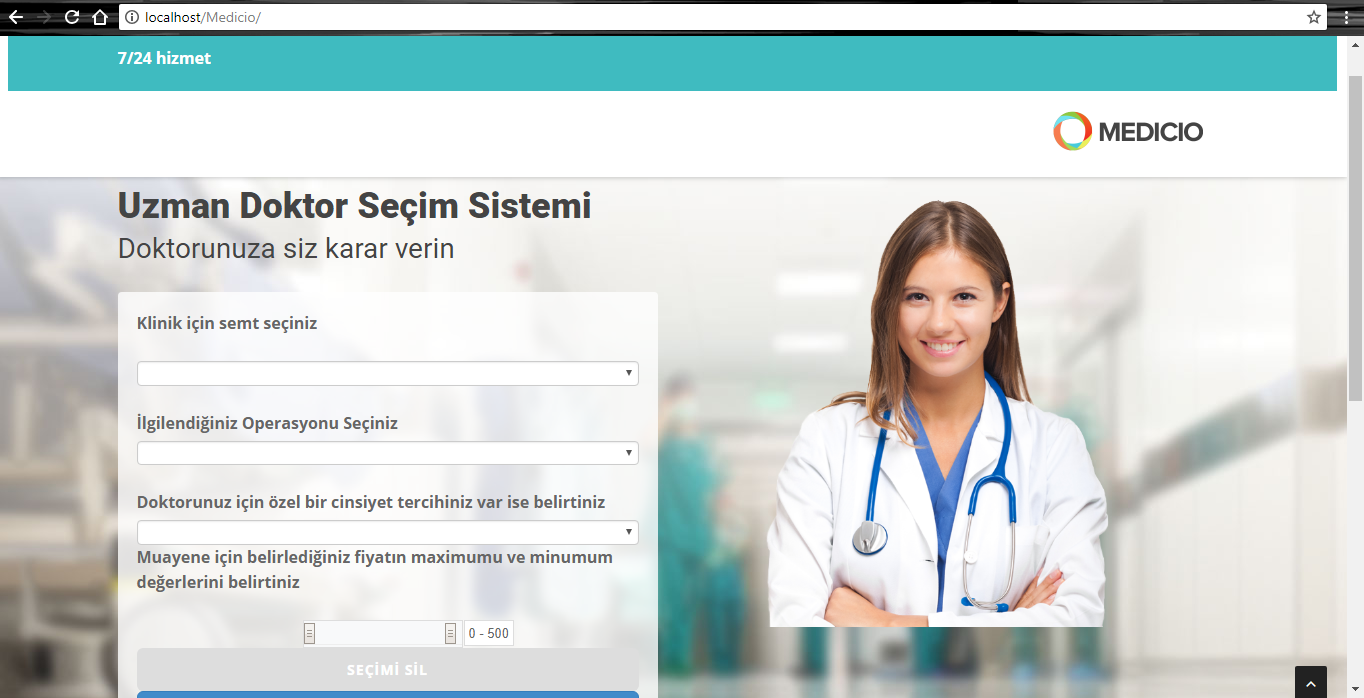 localhost/Medicio/
7/24 hizmet
MEDICIO
Uzman Doktor Seçim Sistemi
Doktorunuza siz karar verin
Klinik için semt seçiniz
İlgilendiğiniz Operasyonu Seçiniz
Doktorunuz için özel bir cinsiyet tercihiniz var ise belirtiniz
Muayene için belirlediğiniz fiyatın maximumu ve minumum
değerlerini belirtiniz
0 - 500
SEÇİMİ SİL